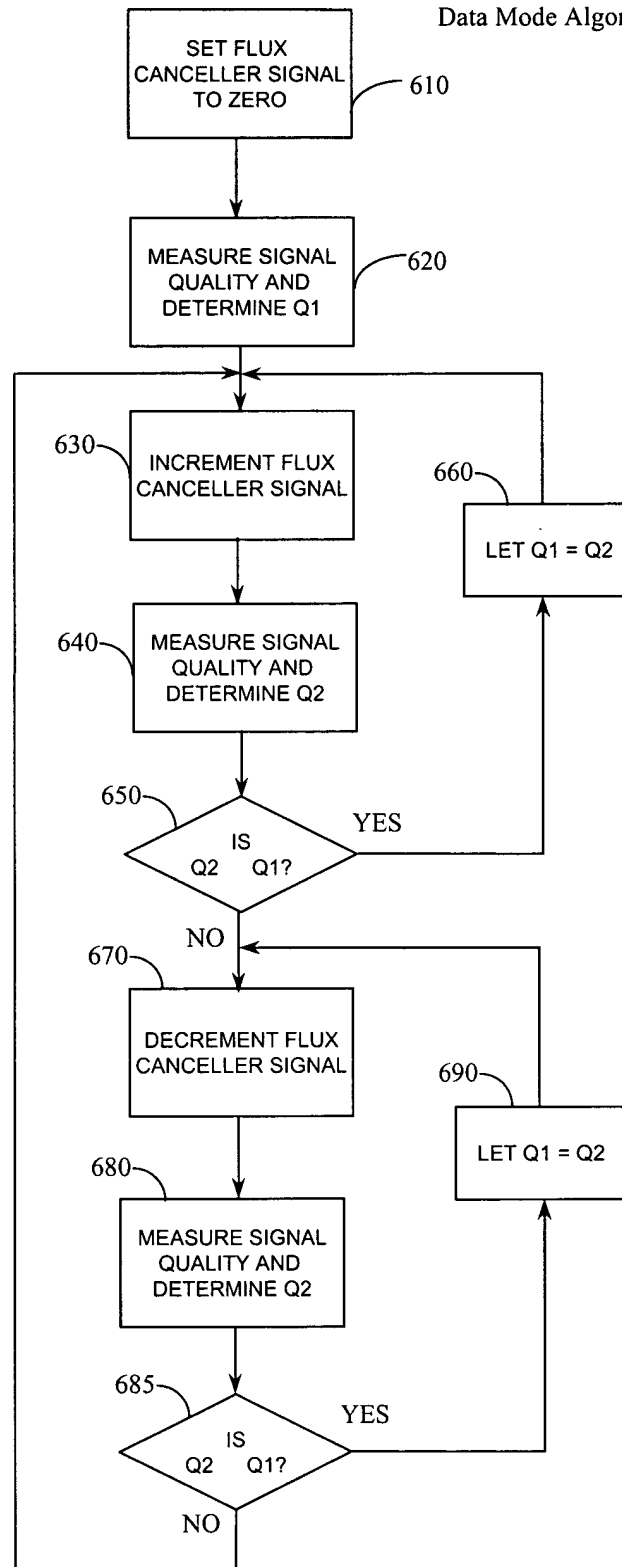 Data Mode Algor
SET FLUX
CANCELLER SIGNAL
TO ZERO
610
MEASURE SIGNAL
QUALITY AND
DETERMINE Q1
620
630
INCREMENT FLUX
CANCELLER SIGNAL
660
LET Q1 = Q2
640
MEASURE SIGNAL
QUALITY AND
DETERMINE Q2
650
IS
Q2 Q1?
YES
NO
670
DECREMENT FLUX
CANCELLER SIGNAL
690
LET Q1 = Q2
680
MEASURE SIGNAL
QUALITY AND
DETERMINE Q2
685
IS
Q2 Q1?
YES
NO